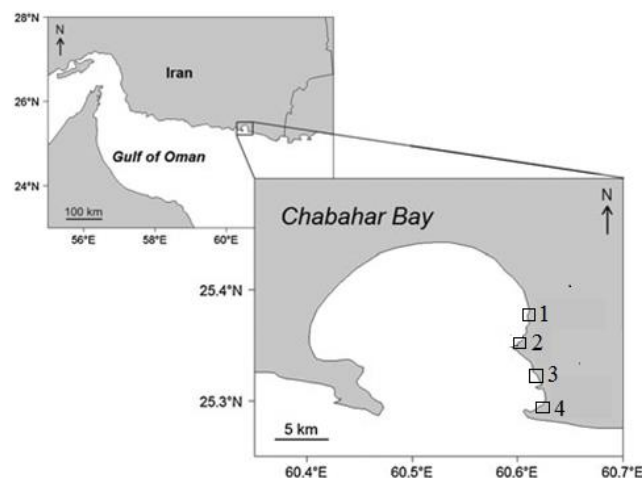 28°N
N
Iran
26°N
Gulf of Oman
24°N
100 km
56°E
58°E
60°E
N
Chabahar Bay
25.4°N
1
2
3
25.3°N
4
5 km
60.4°E
60.5°E
60.6°E
60.7°E